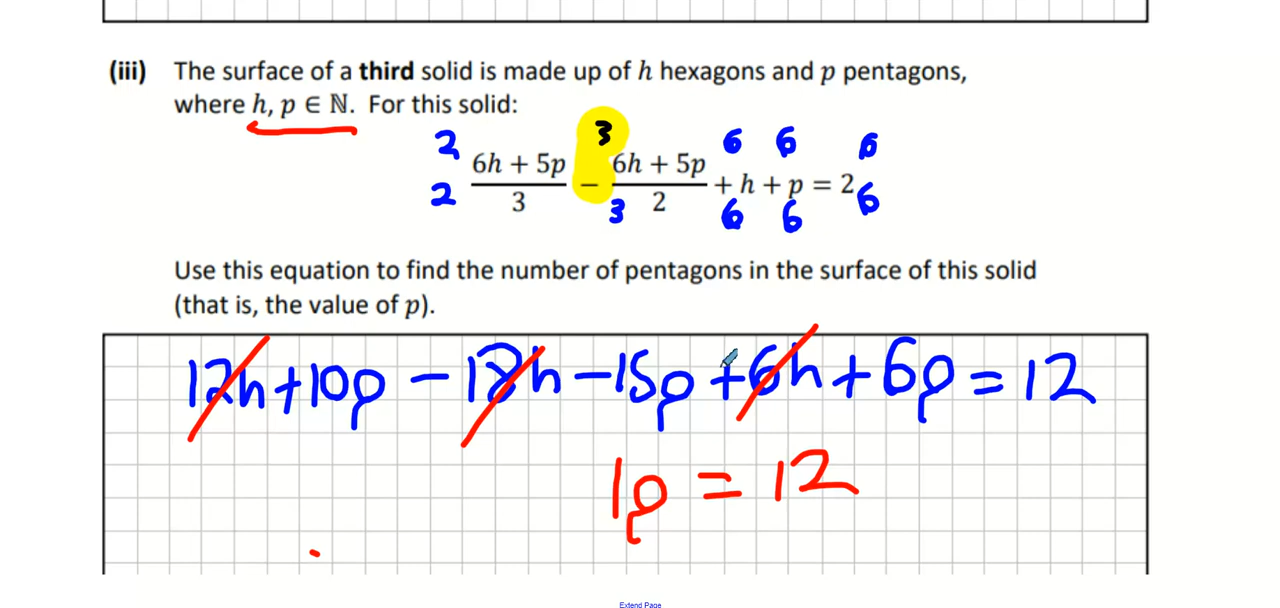 (iii) The surface of a third solid is made up of h hexagons and p pentagons,
where h, p ∈ ℕ. For this solid:
2 3 6 6 6
6h + 5p / 3 − 6h + 5p / 2 + h + p = 2
2 3 6 6 6
Use this equation to find the number of pentagons in the surface of this solid
(that is, the value of p).
12h + 10p − 18h − 15p + 6h + 6p = 12
1p = 12
Extend Page